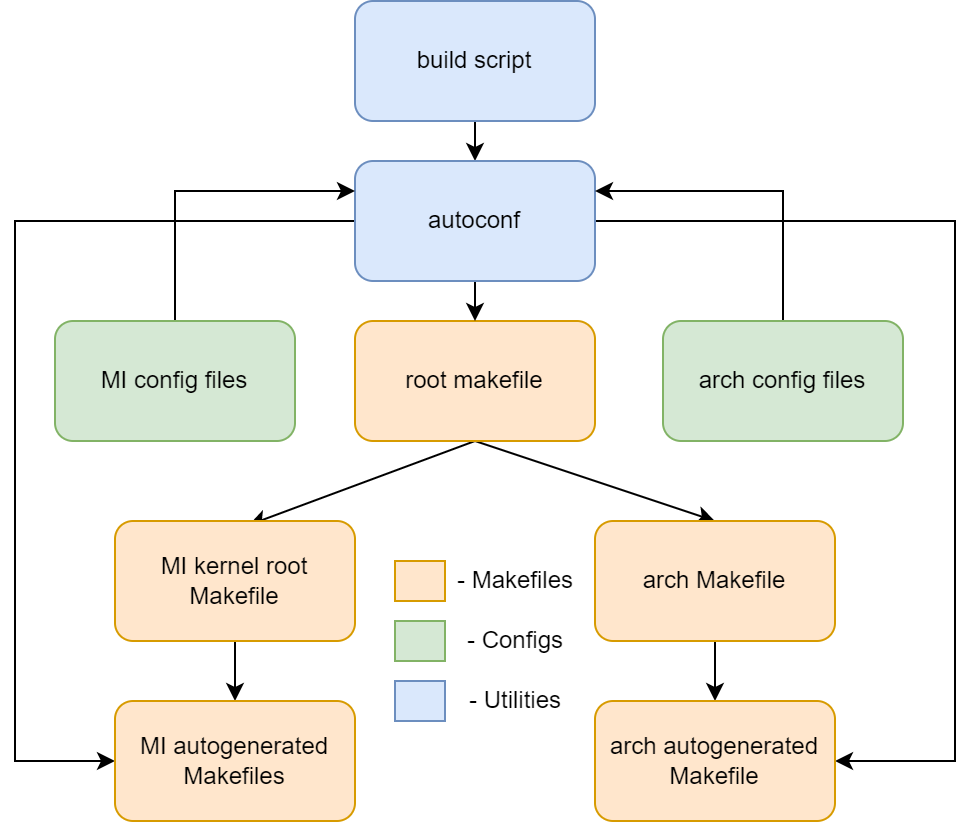 build script
autoconf
MI config files
root makefile
arch config files
MI kernel root
Makefile
- Makefiles
arch Makefile
- Configs
- Utilities
MI autogenerated
Makefiles
arch autogenerated
Makefile